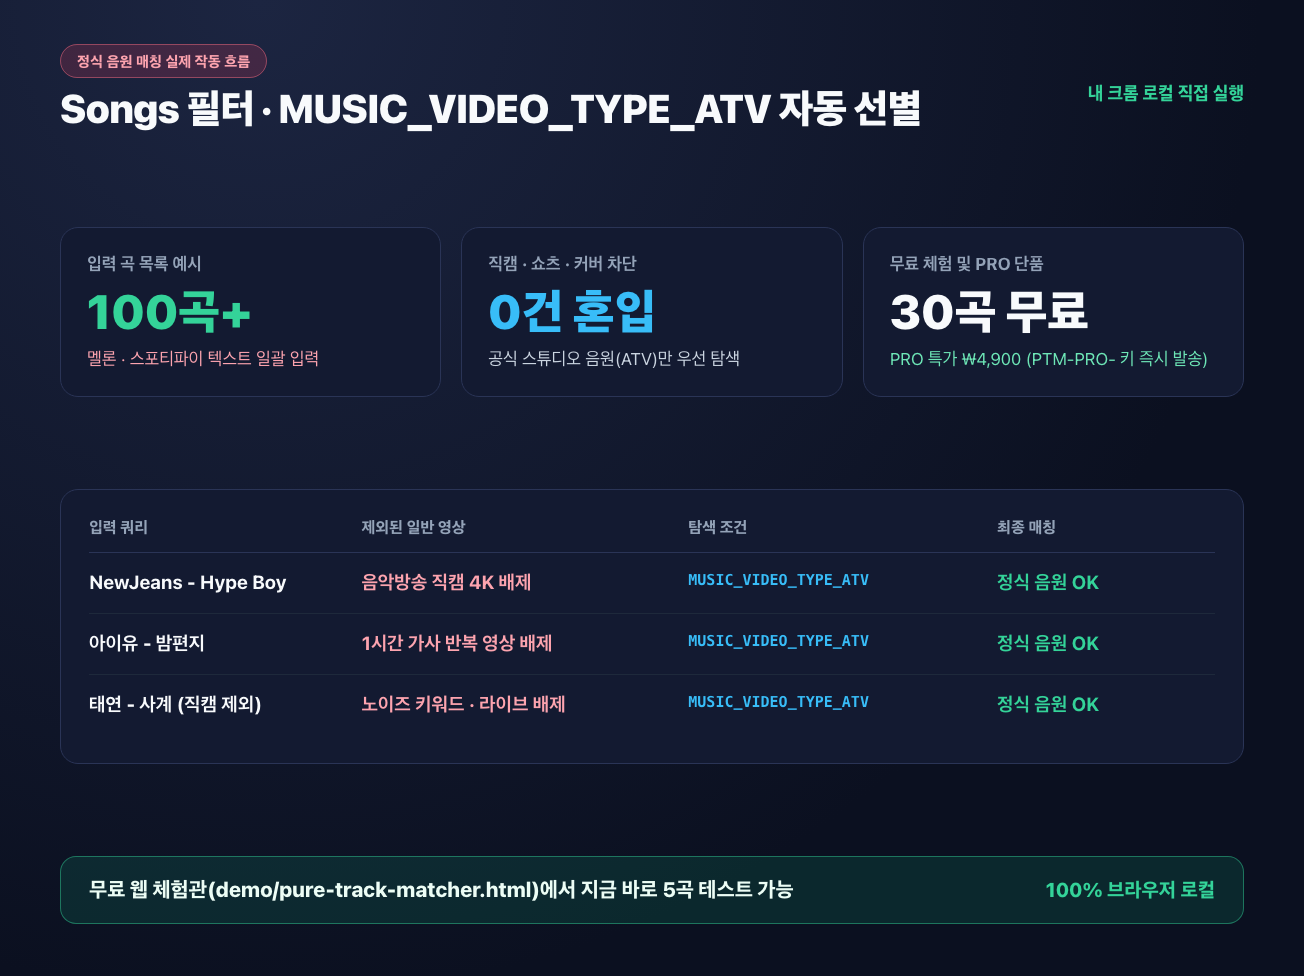 정식 음원 매칭 실제 작동 흐름
Songs 필터 · MUSIC_VIDEO_TYPE_ATV 자동 선별
내 크롬 로컬 직접 실행
입력 곡 목록 예시
100곡+
멜론 · 스포티파이 텍스트 일괄 입력
직캠 · 쇼츠 · 커버 차단
0건 혼입
공식 스튜디오 음원(ATV)만 우선 탐색
무료 체험 및 PRO 단품
30곡 무료
PRO 특가 ₩4,900 (PTM-PRO- 키 즉시 발송)
입력 쿼리 제외된 일반 영상 탐색 조건 최종 매칭
NewJeans - Hype Boy 음악방송 직캠 4K 배제 MUSIC_VIDEO_TYPE_ATV 정식 음원 OK
아이유 - 밤편지 1시간 가사 반복 영상 배제 MUSIC_VIDEO_TYPE_ATV 정식 음원 OK
태연 - 사계 (직캠 제외) 노이즈 키워드 · 라이브 배제 MUSIC_VIDEO_TYPE_ATV 정식 음원 OK
무료 웹 체험관(demo/pure-track-matcher.html)에서 지금 바로 5곡 테스트 가능
100% 브라우저 로컬